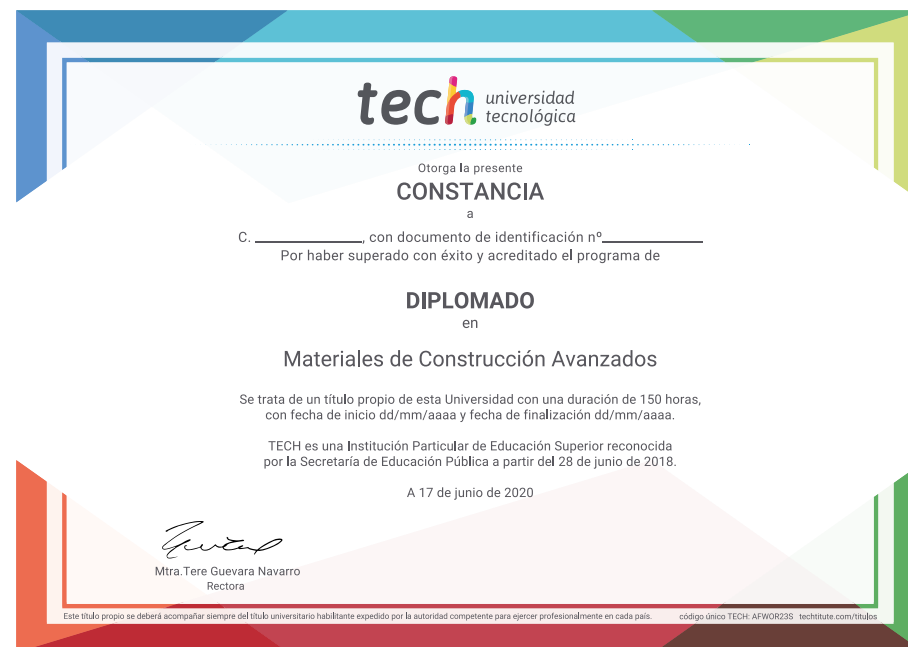 tech universidad
tecnológica
Otorga la presente
CONSTANCIA
a
C. ____________, con documento de identificación nº____________
Por haber superado con éxito y acreditado el programa de
DIPLOMADO
en
Materiales de Construcción Avanzados
Se trata de un título propio de esta Universidad con una duración de 150 horas,
con fecha de inicio dd/mm/aaaa y fecha de finalización dd/mm/aaaa.
TECH es una Institución Particular de Educación Superior reconocida
por la Secretaría de Educación Pública a partir del 28 de junio de 2018.
A 17 de junio de 2020
Mtra.Tere Guevara Navarro
Rectora
Este título propio se deberá acompañar siempre del título universitario habilitante expedido por la autoridad competente para ejercer profesionalmente en cada país. código único TECH: AFWOR23S techtitute.com/titulos